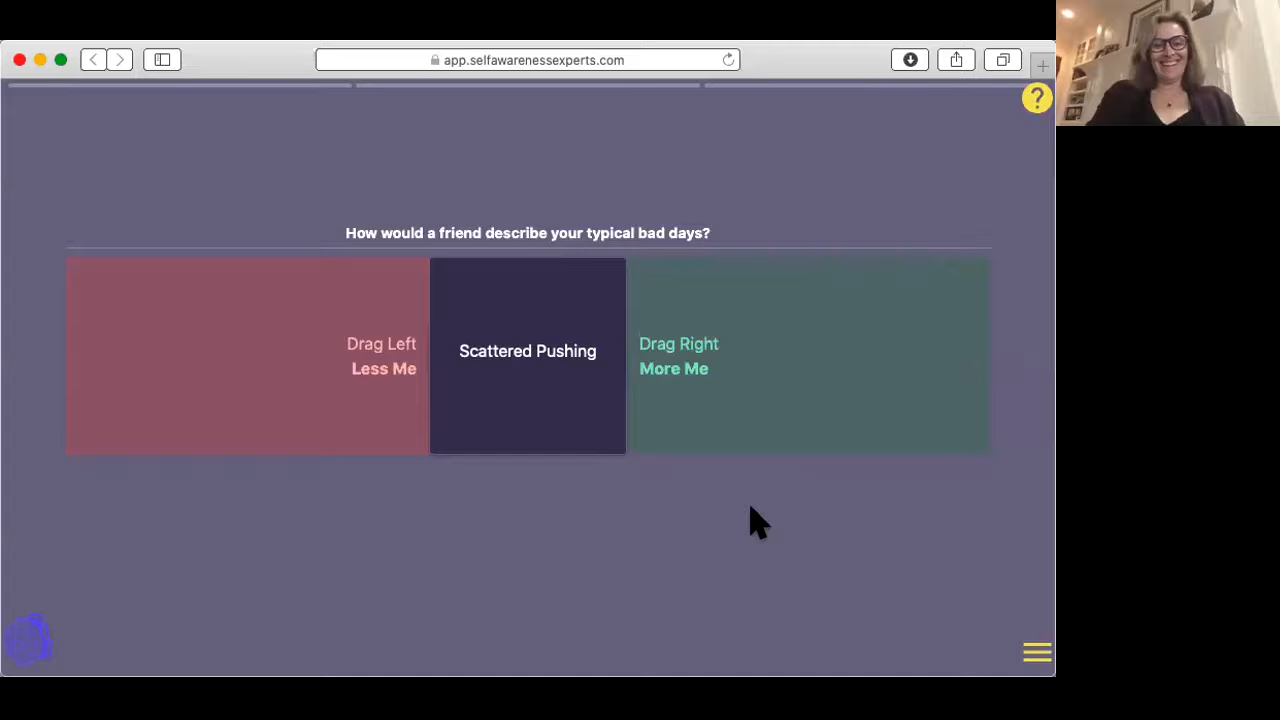 app.selfawarenessexperts.com
?
How would a friend describe your typical bad days?
Drag Left
Less Me
Scattered Pushing
Drag Right
More Me